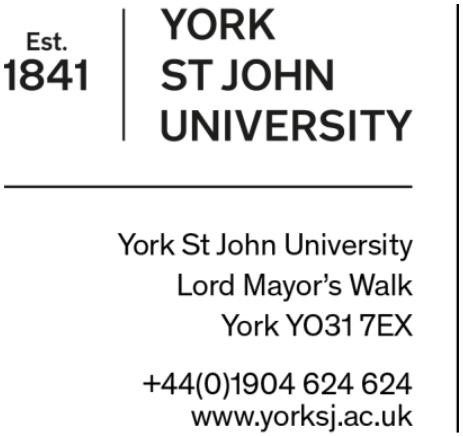 Est.
1841
YORK
ST JOHN
UNIVERSITY
York St John University
Lord Mayor’s Walk
York YO31 7EX
+44(0)1904 624 624
www.yorksj.ac.uk